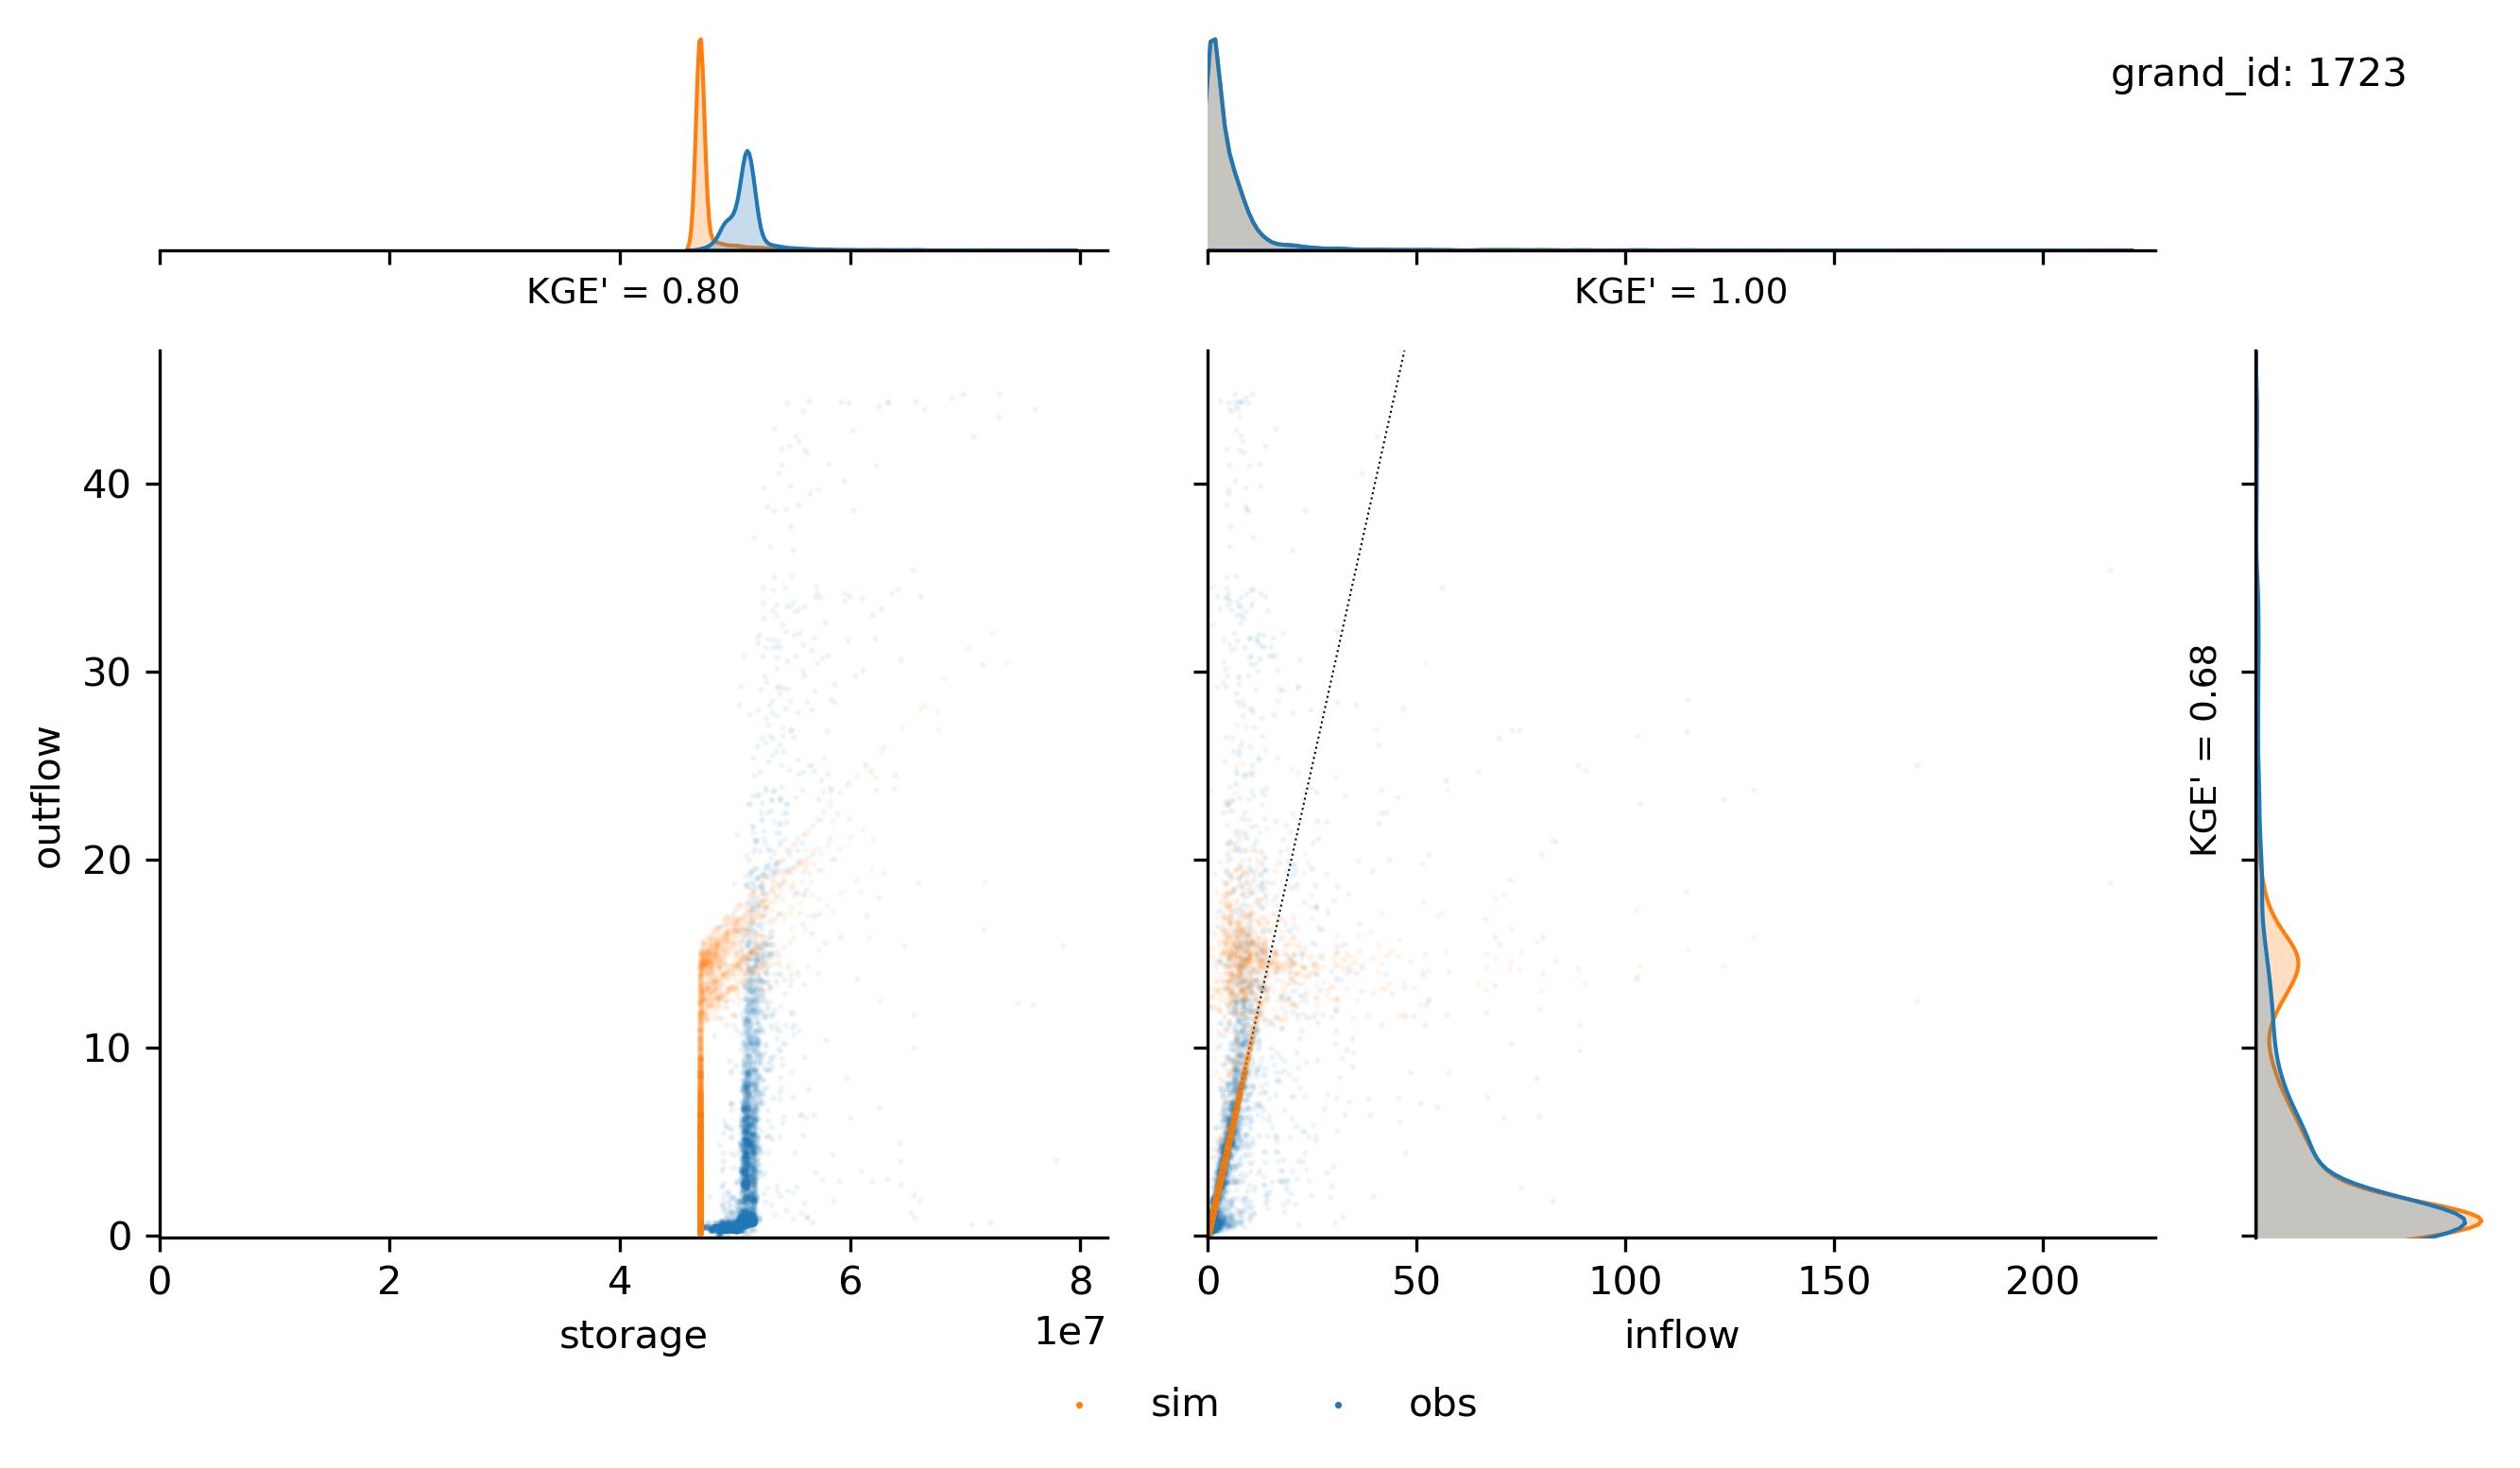 grand_id: 1723
KGE' = 0.80
KGE' = 1.00
outflow
40
30
20
10
0
KGE' = 0.68
0 2 4 6 8
1e7
storage
0 50 100 150 200
inflow
sim obs